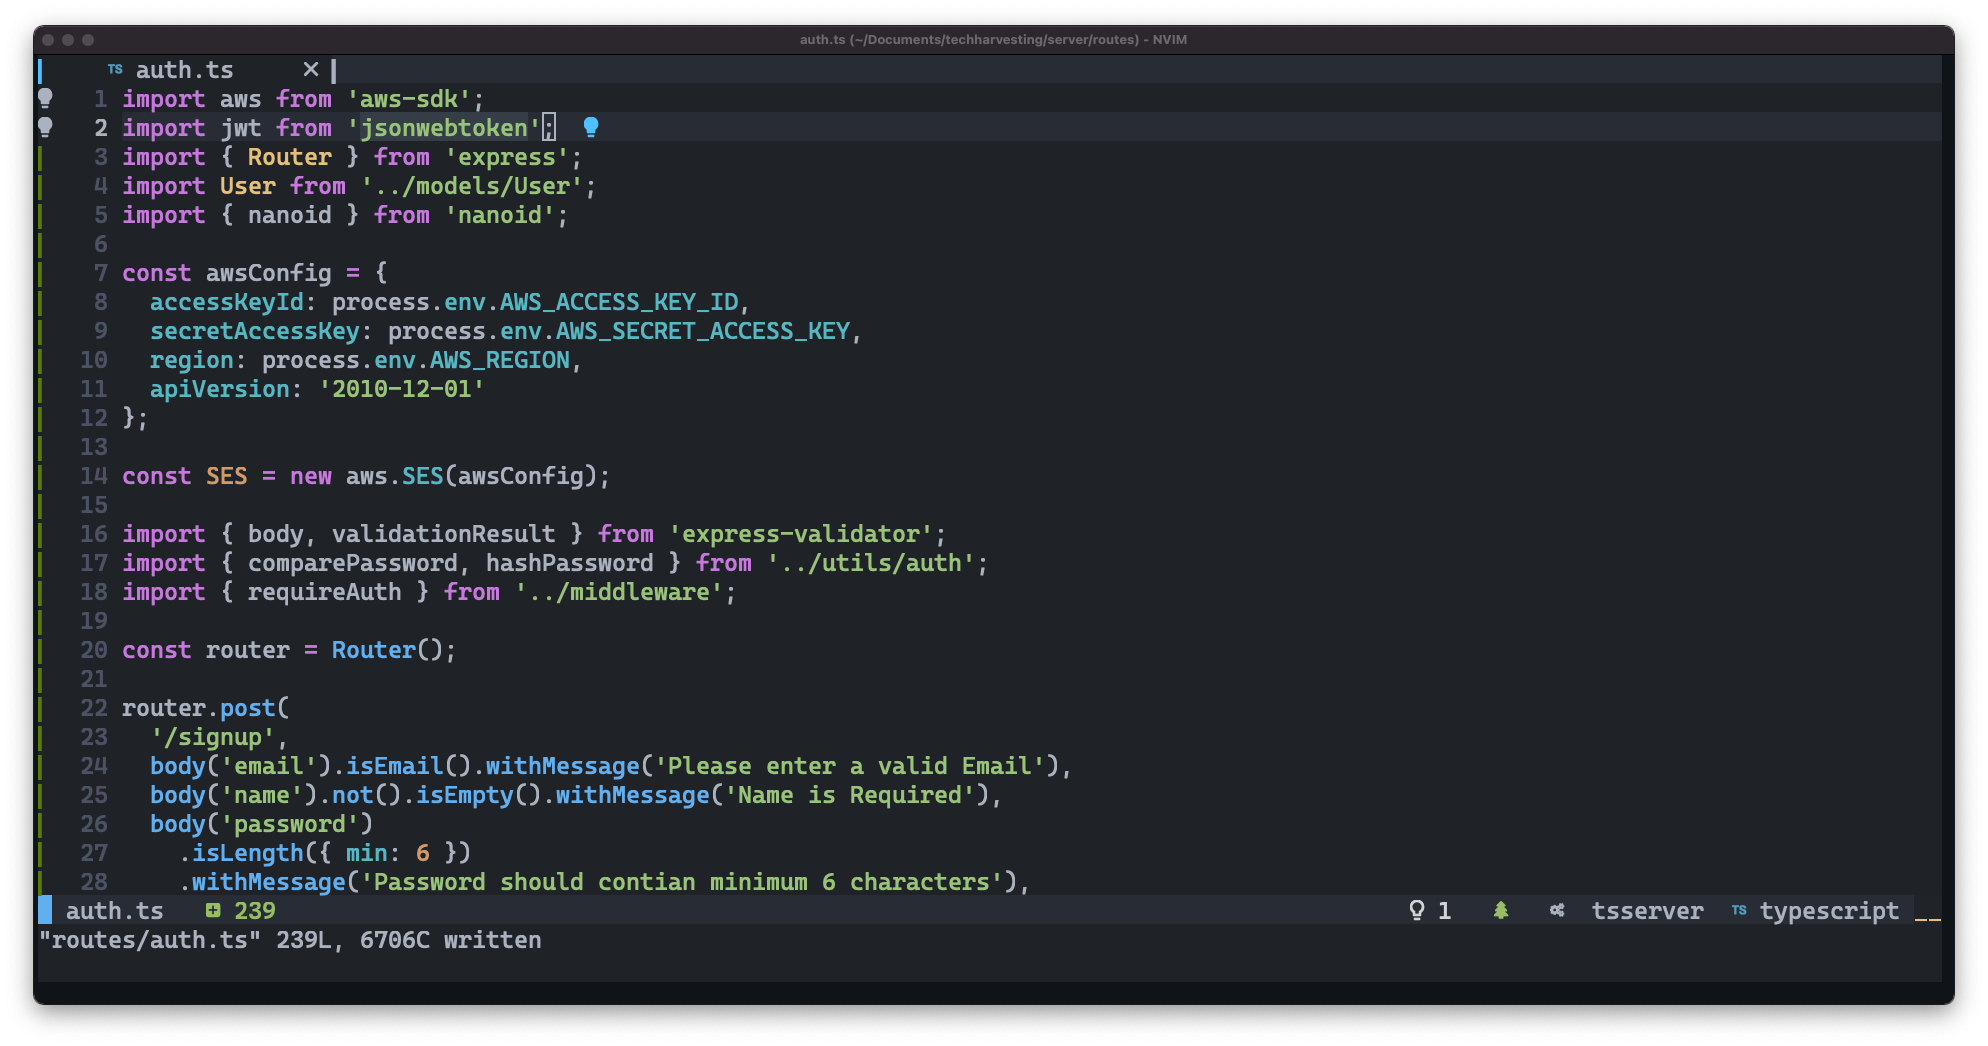 auth.ts (~/Documents/techharvesting/server/routes) - NVIM
TS auth.ts ✕
1 import aws from 'aws-sdk';
2 import jwt from 'jsonwebtoken';
3 import { Router } from 'express';
4 import User from '../models/User';
5 import { nanoid } from 'nanoid';
6
7 const awsConfig = {
8   accessKeyId: process.env.AWS_ACCESS_KEY_ID,
9   secretAccessKey: process.env.AWS_SECRET_ACCESS_KEY,
10   region: process.env.AWS_REGION,
11   apiVersion: '2010-12-01'
12 };
13
14 const SES = new aws.SES(awsConfig);
15
16 import { body, validationResult } from 'express-validator';
17 import { comparePassword, hashPassword } from '../utils/auth';
18 import { requireAuth } from '../middleware';
19
20 const router = Router();
21
22 router.post(
23   '/signup',
24   body('email').isEmail().withMessage('Please enter a valid Email'),
25   body('name').not().isEmpty().withMessage('Name is Required'),
26   body('password')
27     .isLength({ min: 6 })
28     .withMessage('Password should contian minimum 6 characters'),
auth.ts 239 1 tsserver TS typescript __
"routes/auth.ts" 239L, 6706C written